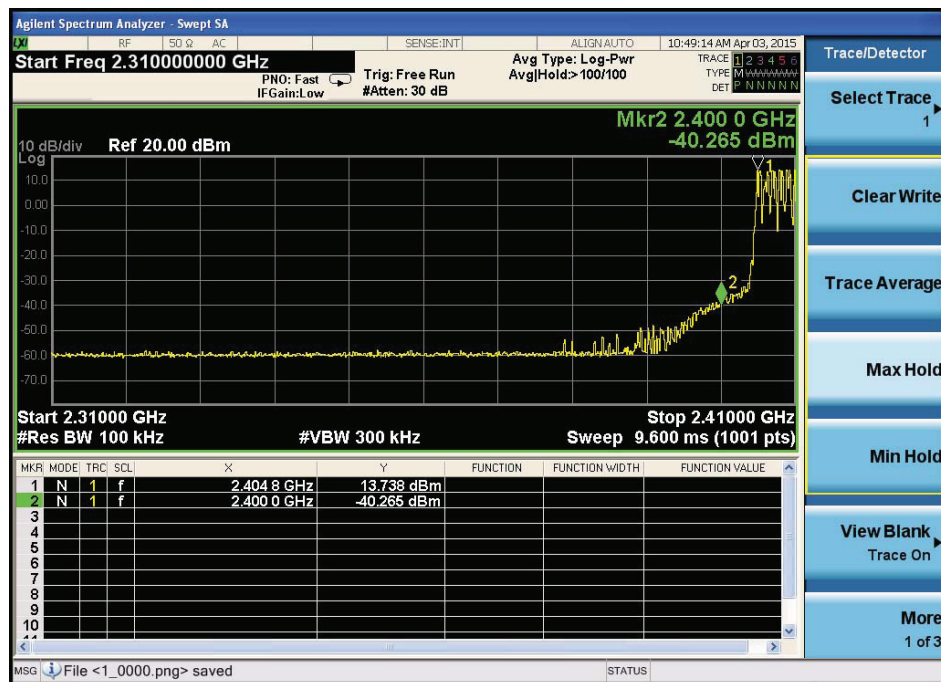 Agilent Spectrum Analyzer - Swept SA
LXI RF 50 Ω AC SENSE:INT ALIGN AUTO 10:49:14 AM Apr 03, 2015
Start Freq 2.310000000 GHz
PNO: Fast
IFGain:Low
Trig: Free Run
#Atten: 30 dB
Avg Type: Log-Pwr
Avg|Hold:>100/100
TRACE 1 2 3 4 5 6
TYPE MWWWWW
DET P N N N N N
Mkr2 2.400 0 GHz
-40.265 dBm
10 dB/div Ref 20.00 dBm
Log
10.0
0.00
-10.0
-20.0
-30.0
-40.0
-50.0
-60.0
-70.0
1
2
Start 2.31000 GHz Stop 2.41000 GHz
#Res BW 100 kHz #VBW 300 kHz Sweep 9.600 ms (1001 pts)
MKR MODE TRC SCL X Y FUNCTION FUNCTION WIDTH FUNCTION VALUE
1 N 1 f 2.404 8 GHz 13.738 dBm
2 N 1 f 2.400 0 GHz -40.265 dBm
3
4
5
6
7
8
9
10
11
MSG File <1_0000.png> saved STATUS
Trace/Detector
Select Trace
1
Clear Write
Trace Average
Max Hold
Min Hold
View Blank
Trace On
More
1 of 3